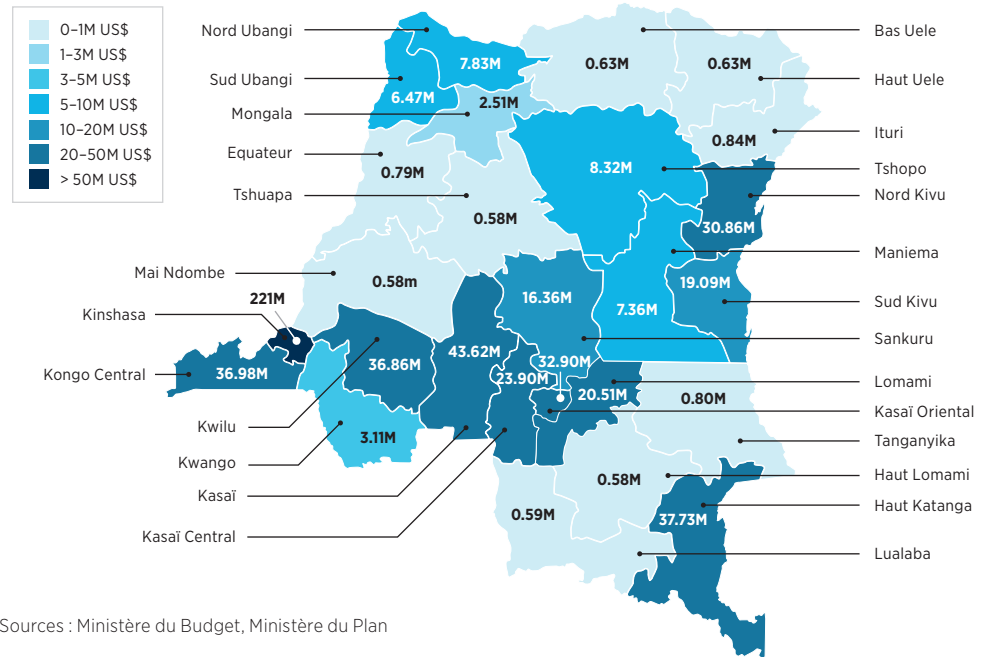 0–1M US$
1–3M US$
3–5M US$
5–10M US$
10–20M US$
20–50M US$
> 50M US$
Nord Ubangi
Sud Ubangi
Mongala
Equateur
Tshuapa
Mai Ndombe
221M
Kinshasa
Kongo Central
Kwilu
Kwango
Kasaï
Kasaï Central
7.83M
6.47M
2.51M
0.79M
0.58M
0.58m
36.98M
36.86M
3.11M
43.62M
23.90M
32.90M
16.36M
20.51M
0.63M
0.63M
0.84M
8.32M
30.86M
19.09M
7.36M
0.80M
0.58M
0.59M
37.73M
Bas Uele
Haut Uele
Ituri
Tshopo
Nord Kivu
Maniema
Sud Kivu
Sankuru
Lomami
Kasaï Oriental
Tanganyika
Haut Lomami
Haut Katanga
Lualaba
Sources : Ministère du Budget, Ministère du Plan